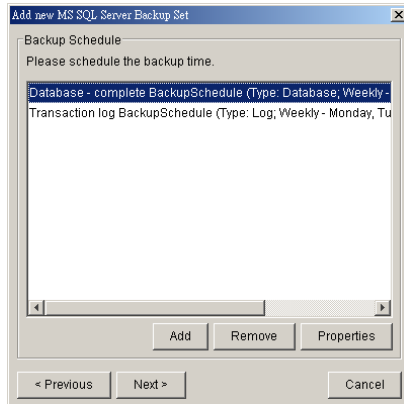 Add new MS SQL Server Backup Set
Backup Schedule
Please schedule the backup time.
Database - complete BackupSchedule (Type: Database; Weekly -
Transaction log BackupSchedule (Type: Log; Weekly - Monday, Tu
Add Remove Properties
< Previous Next > Cancel